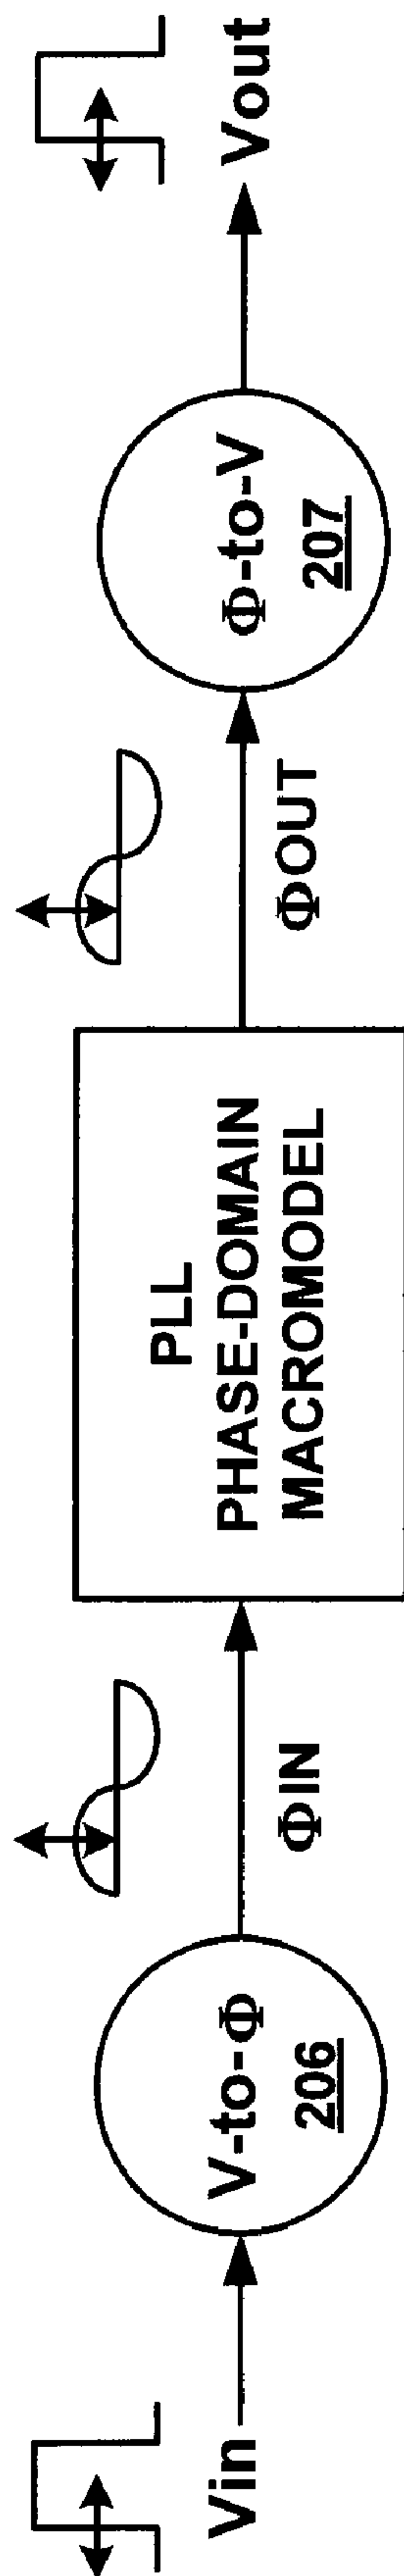 Vin
V-to-Φ
206
ΦIN
PLL
PHASE-DOMAIN
MACROMODEL
ΦOUT
Φ-to-V
207
Vout